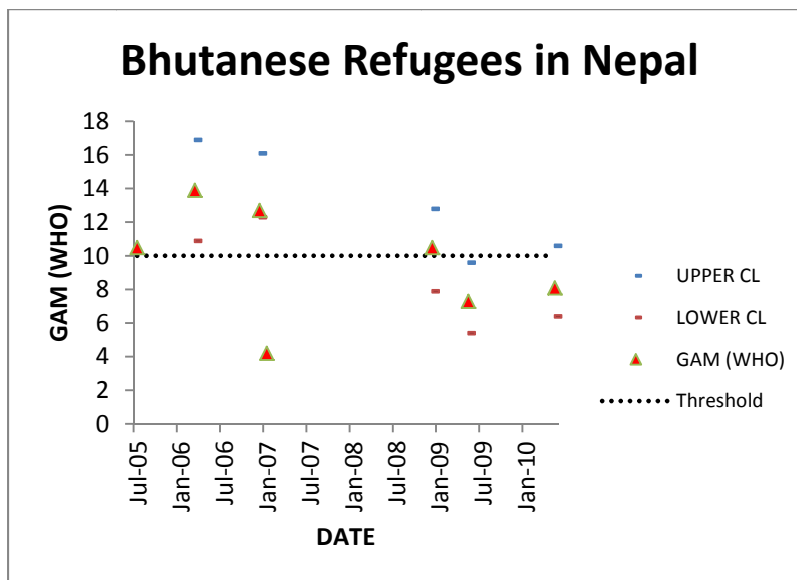 Bhutanese Refugees in Nepal
18
16
14
12
10
8
6
4
2
0
GAM (WHO)
Jul-05
Jan-06
Jul-06
Jan-07
Jul-07
Jan-08
Jul-08
Jan-09
Jul-09
Jan-10
DATE
UPPER CL
LOWER CL
GAM (WHO)
Threshold